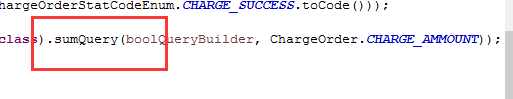 hargeOrderStatCodeEnum.CHARGE_SUCCESS.toCode()));
class).sumQuery(boolQueryBuilder, ChargeOrder.CHARGE_AMMOUNT));